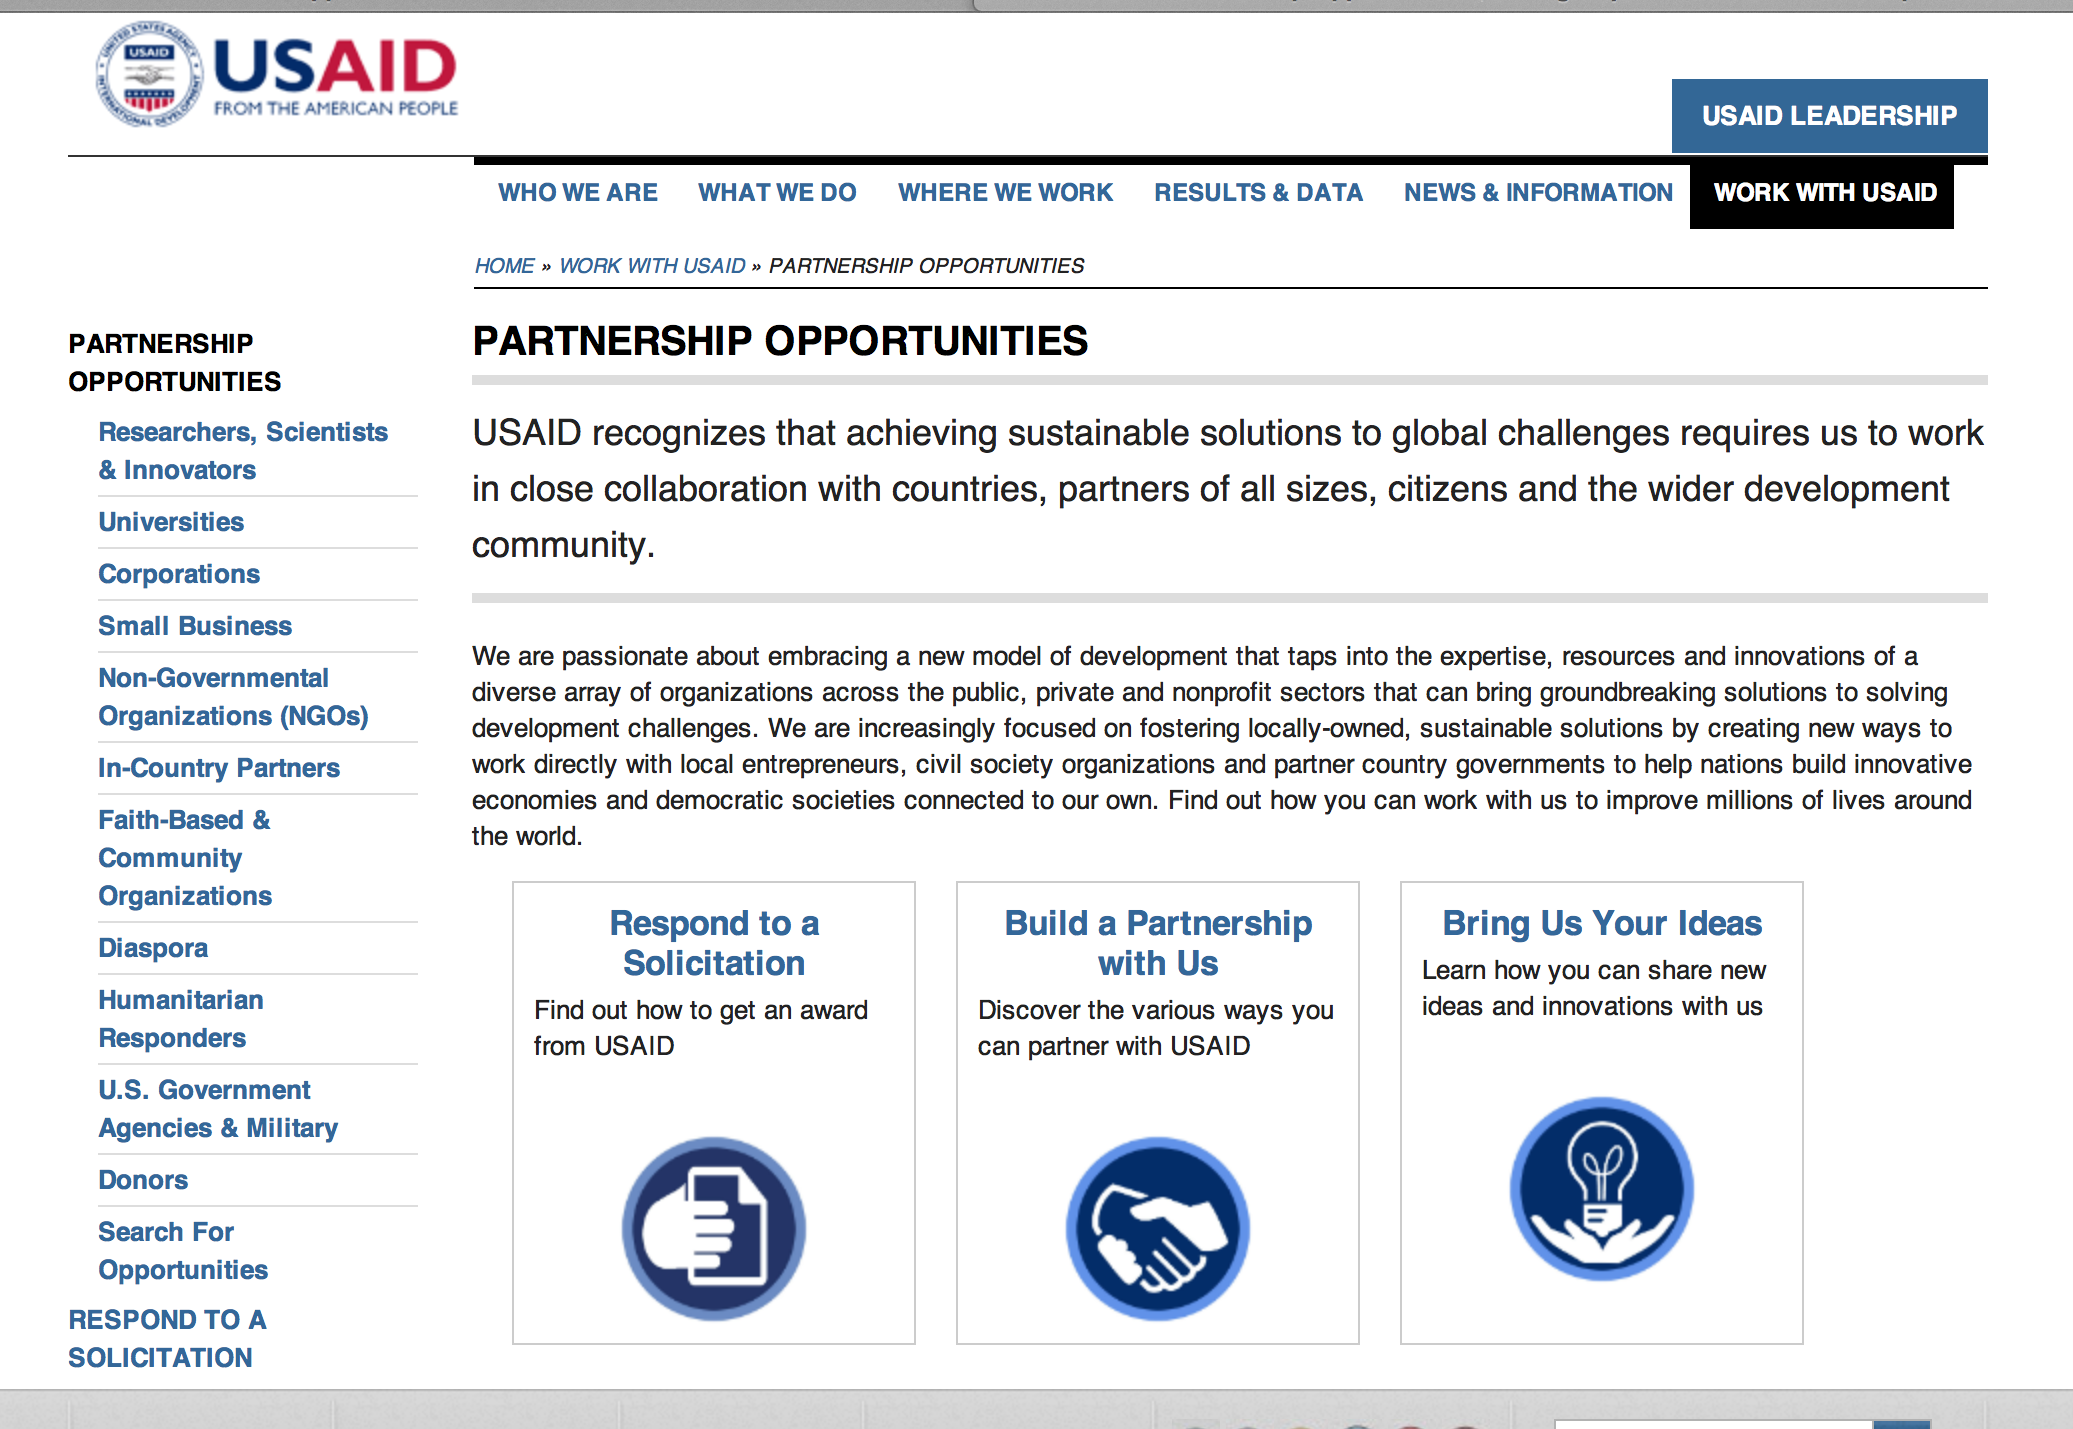 USAID
FROM THE AMERICAN PEOPLE
UNITED STATES AGENCY
USAID
INTERNATIONAL DEVELOPMENT
USAID LEADERSHIP
WHO WE ARE WHAT WE DO WHERE WE WORK RESULTS & DATA NEWS & INFORMATION WORK WITH USAID
HOME » WORK WITH USAID » PARTNERSHIP OPPORTUNITIES
PARTNERSHIP
OPPORTUNITIES
Researchers, Scientists
& Innovators
Universities
Corporations
Small Business
Non-Governmental
Organizations (NGOs)
In-Country Partners
Faith-Based &
Community
Organizations
Diaspora
Humanitarian
Responders
U.S. Government
Agencies & Military
Donors
Search For
Opportunities
RESPOND TO A
SOLICITATION
PARTNERSHIP OPPORTUNITIES
USAID recognizes that achieving sustainable solutions to global challenges requires us to work
in close collaboration with countries, partners of all sizes, citizens and the wider development
community.
We are passionate about embracing a new model of development that taps into the expertise, resources and innovations of a
diverse array of organizations across the public, private and nonprofit sectors that can bring groundbreaking solutions to solving
development challenges. We are increasingly focused on fostering locally-owned, sustainable solutions by creating new ways to
work directly with local entrepreneurs, civil society organizations and partner country governments to help nations build innovative
economies and democratic societies connected to our own. Find out how you can work with us to improve millions of lives around
the world.
Respond to a
Solicitation
Find out how to get an award
from USAID
Build a Partnership
with Us
Discover the various ways you
can partner with USAID
Bring Us Your Ideas
Learn how you can share new
ideas and innovations with us